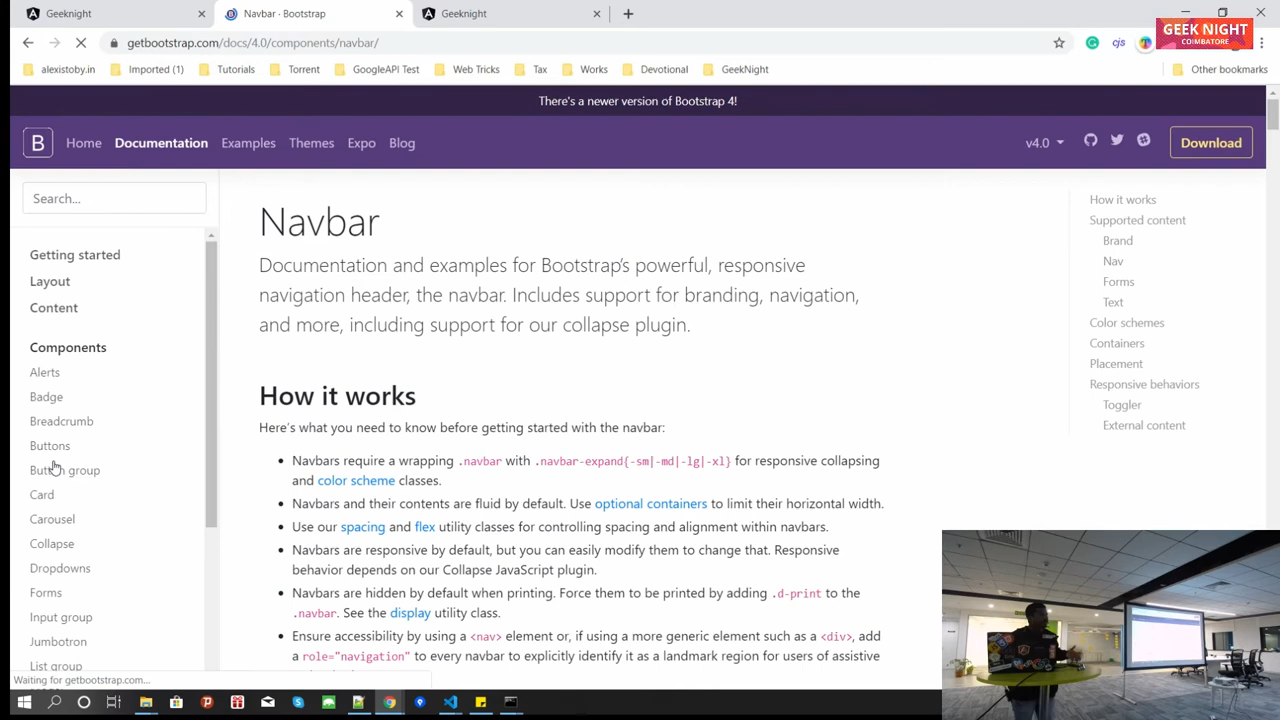 Geeknight
Navbar · Bootstrap
Geeknight
getbootstrap.com/docs/4.0/components/navbar/
cjs
GEEK NIGHT
COIMBATORE
alexistoby.in
Imported (1)
Tutorials
Torrent
GoogleAPI Test
Web Tricks
Tax
Works
Devotional
GeekNight
Other bookmarks
There's a newer version of Bootstrap 4!
B
Home
Documentation
Examples
Themes
Expo
Blog
v4.0
Download
Search...
Getting started
Layout
Content
Components
Alerts
Badge
Breadcrumb
Buttons
Button group
Card
Carousel
Collapse
Dropdowns
Forms
Input group
Jumbotron
List group
Navbar
Documentation and examples for Bootstrap's powerful, responsive
navigation header, the navbar. Includes support for branding, navigation,
and more, including support for our collapse plugin.
How it works
Here's what you need to know before getting started with the navbar:
• Navbars require a wrapping .navbar with .navbar-expand{-sm|-md|-lg|-xl} for responsive collapsing
and color scheme classes.
• Navbars and their contents are fluid by default. Use optional containers to limit their horizontal width.
• Use our spacing and flex utility classes for controlling spacing and alignment within navbars.
• Navbars are responsive by default, but you can easily modify them to change that. Responsive
behavior depends on our Collapse JavaScript plugin.
• Navbars are hidden by default when printing. Force them to be printed by adding .d-print to the
.navbar. See the display utility class.
• Ensure accessibility by using a <nav> element or, if using a more generic element such as a <div>, add
a role="navigation" to every navbar to explicitly identify it as a landmark region for users of assistive
How it works
Supported content
Brand
Nav
Forms
Text
Color schemes
Containers
Placement
Responsive behaviors
Toggler
External content
Waiting for getbootstrap.com...